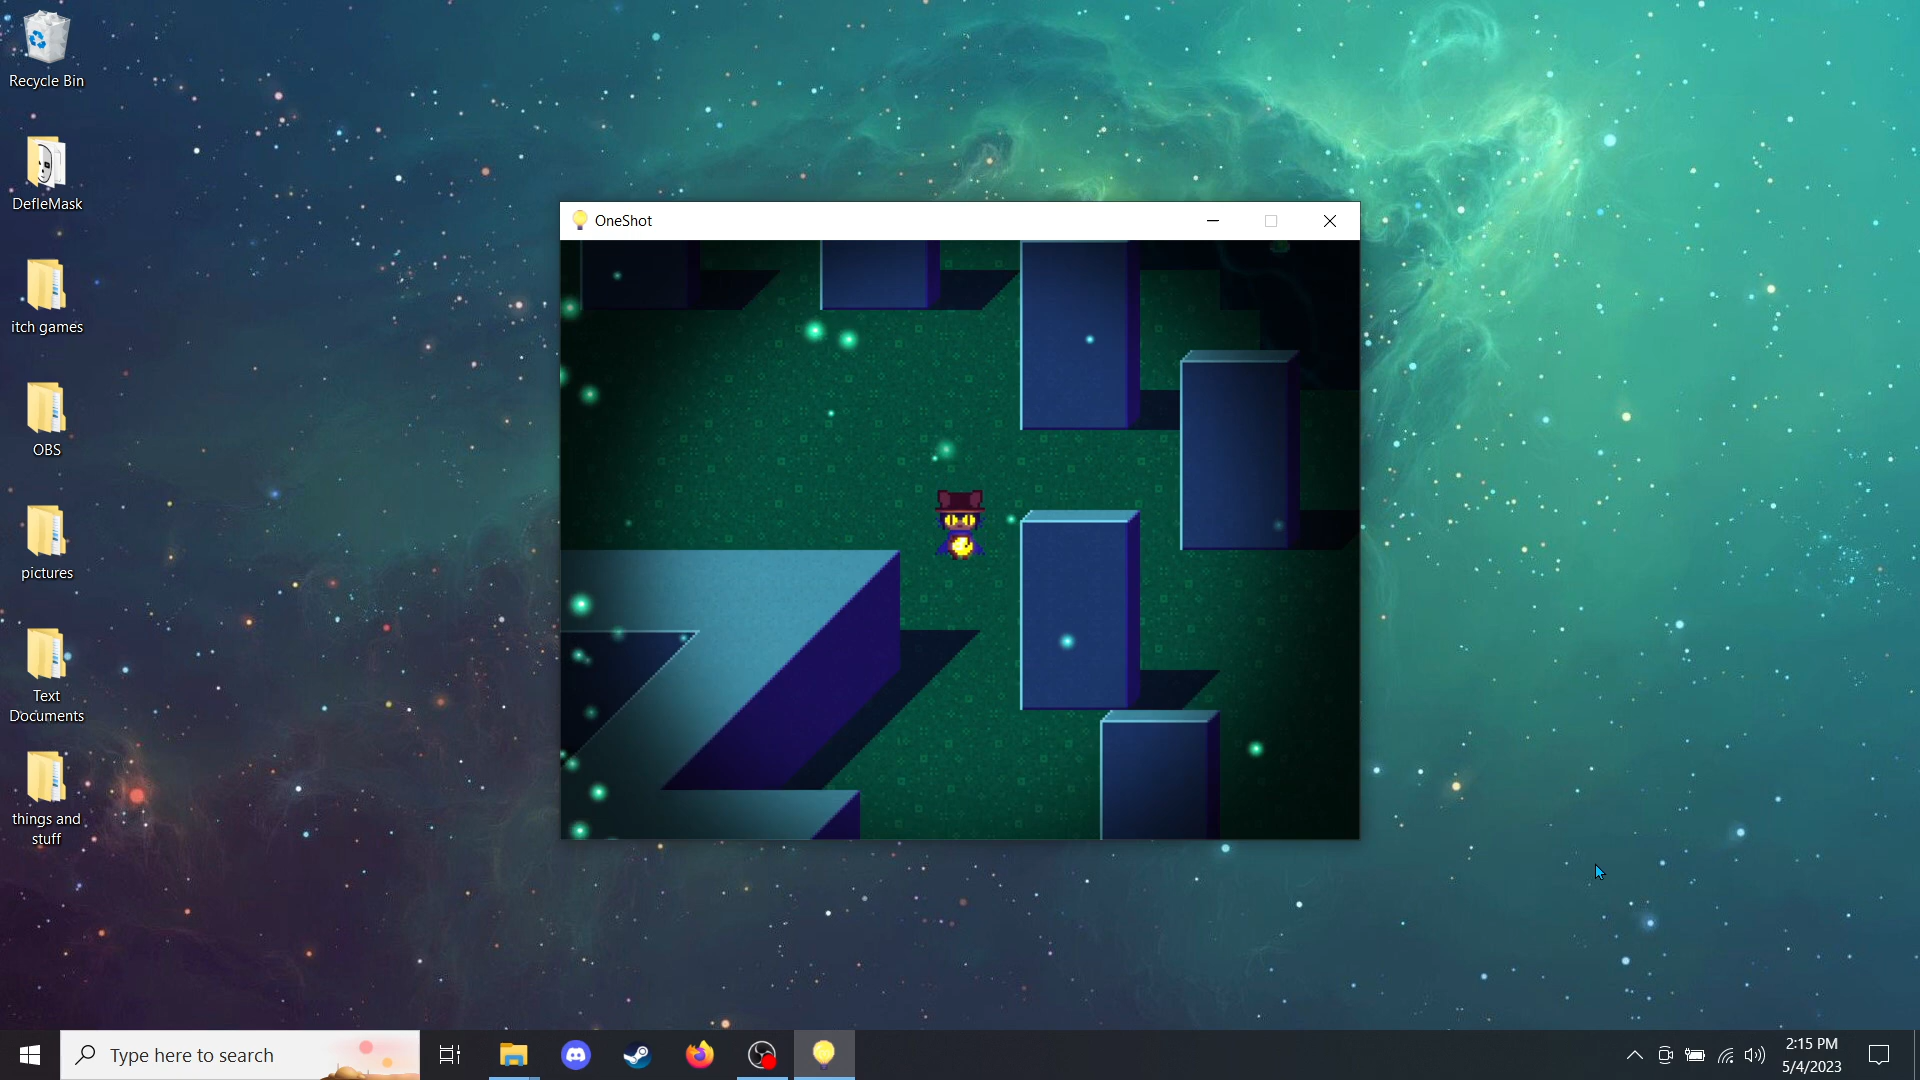 Recycle Bin
DefleMask
itch games
OBS
pictures
Text
Documents
things and
stuff
OneShot
Type here to search
2:15 PM
5/4/2023